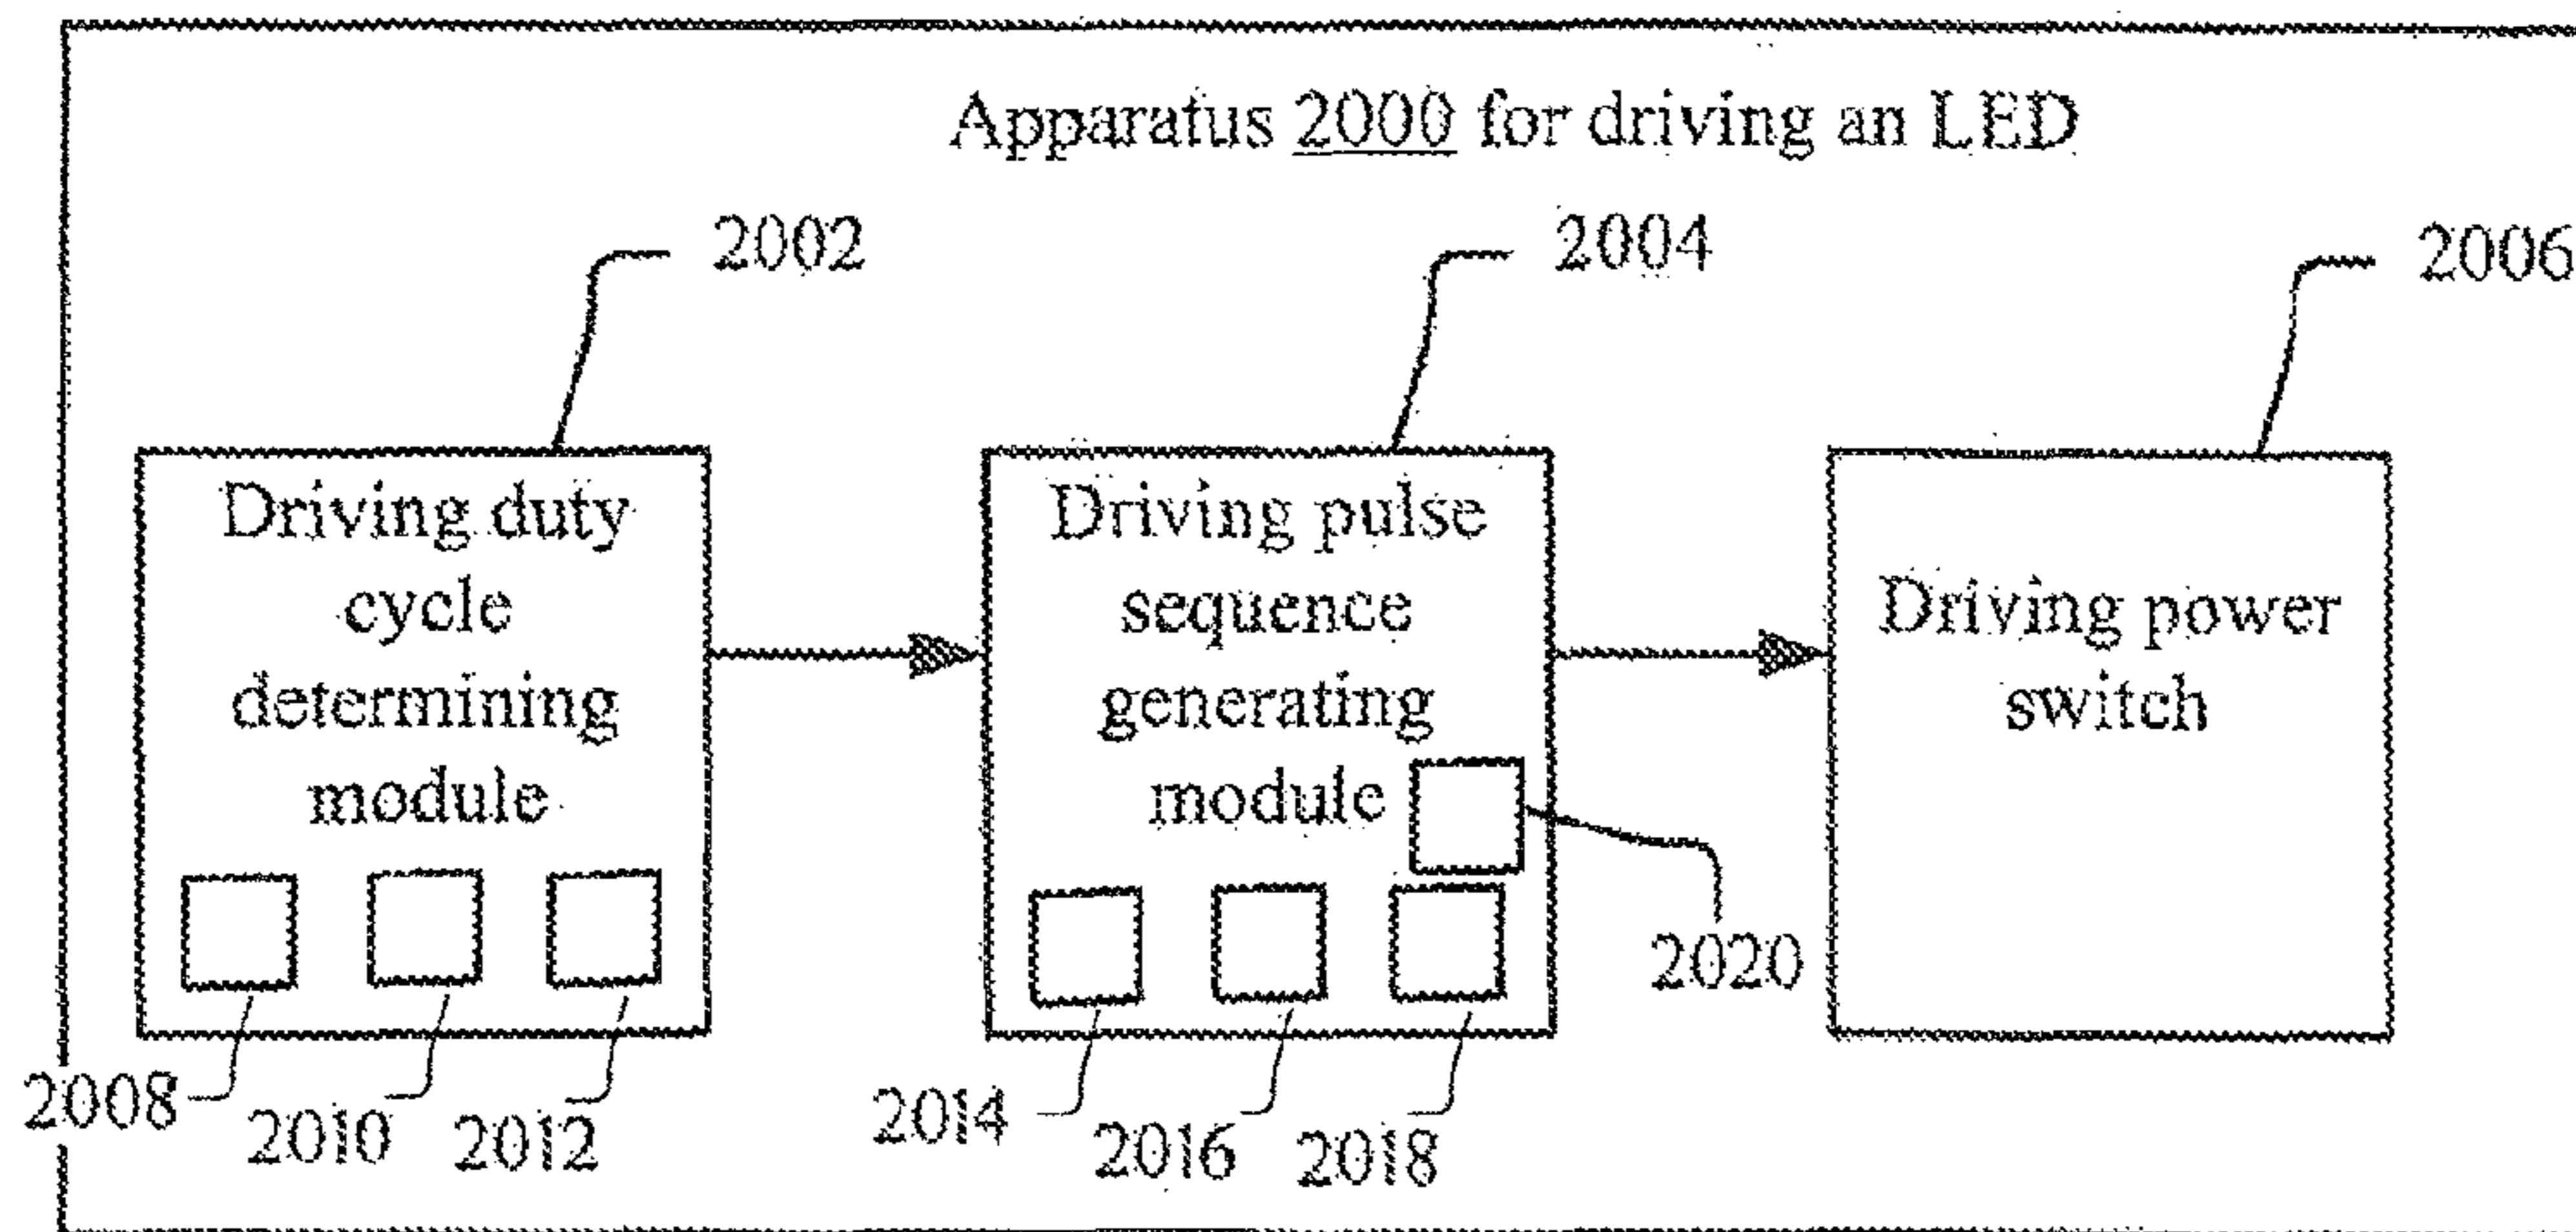 Apparatus 2000 for driving an LED
2002
2004
2006
Driving duty
cycle
determining
module
Driving pulse
sequence
generating
module
Driving power
switch
2020
2008
2010
2012
2014
2016
2018